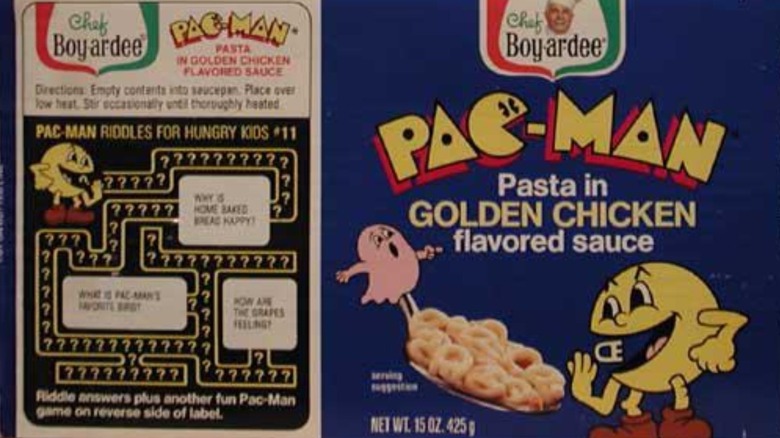 Chef
Boy-ardee®
PAC-MAN®
PASTA
IN GOLDEN CHICKEN
FLAVORED SAUCE
Directions: Empty contents into saucepan. Place over
low heat. Stir occasionally until thoroughly heated.
PAC-MAN RIDDLES FOR HUNGRY KIDS #11
? ? ? ? ? ? ? ? ?
? ? ? ? ?
WHY IS
HOME BAKED
BREAD HAPPY?
WHAT IS PAC-MAN'S
FAVORITE BIRD?
HOW ARE
THE GRAPES
FEELING?
Riddle answers plus another fun Pac-Man
game on reverse side of label.
Chef
Boy-ardee®
PAC-MAN
Pasta in
GOLDEN CHICKEN
flavored sauce
serving
suggestion
NET WT. 15 OZ. 425 g